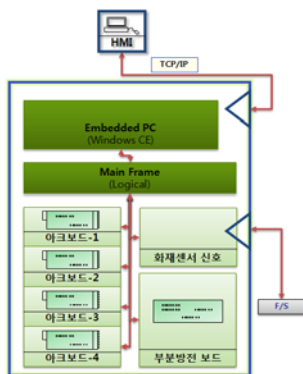 HMI
TCP/IP
Embedded PC
(Windows CE)
Main Frame
(Logical)
아크보드-1
아크보드-2
아크보드-3
아크보드-4
화재센서 신호
부분방전 보드
F/S